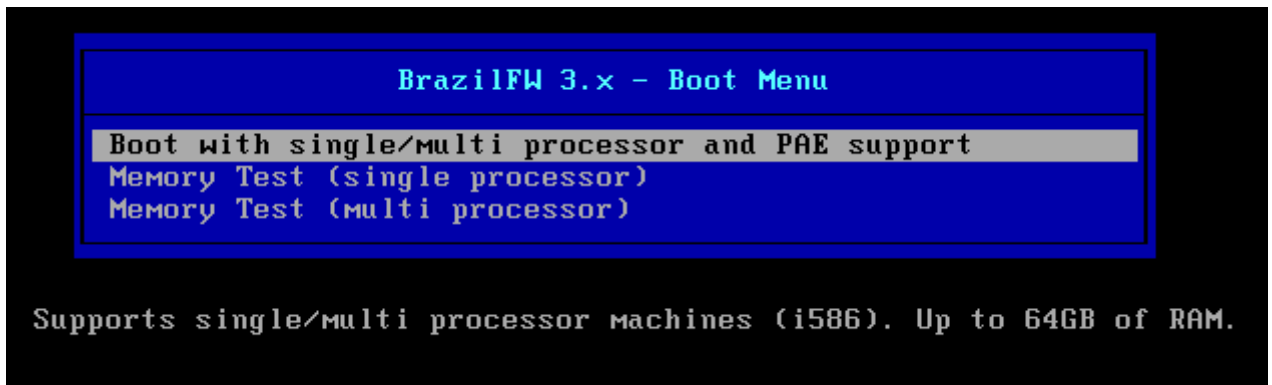 BrazilFW 3.x - Boot Menu
Boot with single/multi processor and PAE support
Memory Test (single processor)
Memory Test (multi processor)
Supports single/multi processor machines (i586). Up to 64GB of RAM.